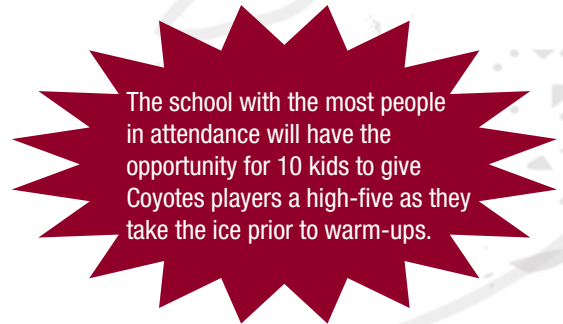 The school with the most people
in attendance will have the
opportunity for 10 kids to give
Coyotes players a high-five as they
take the ice prior to warm-ups.